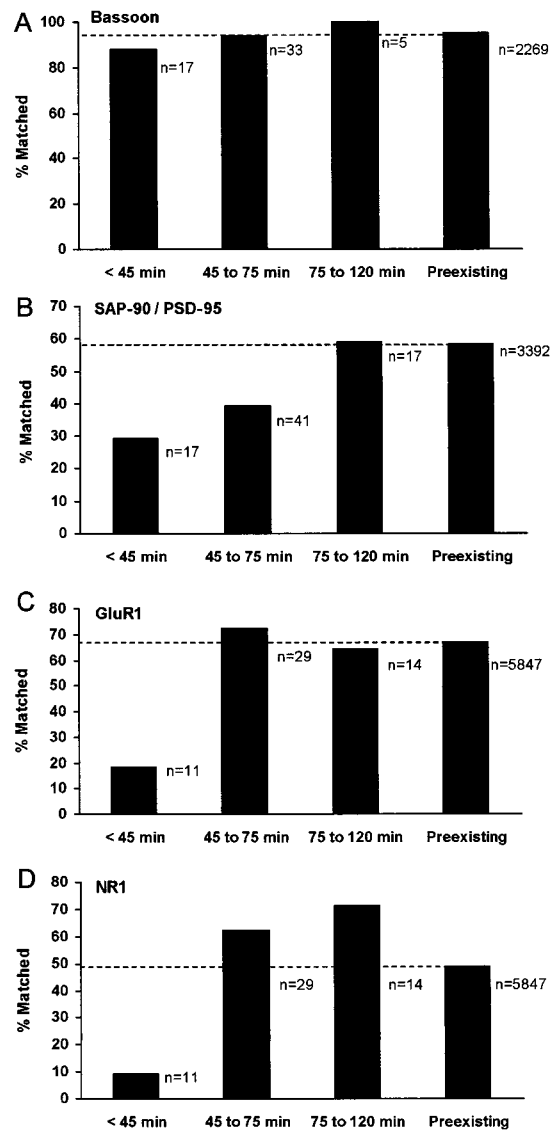 A
Bassoon
100
80
60
40
20
0
% Matched
n=17
n=33
n=5
n=2269
< 45 min 45 to 75 min 75 to 120 min Preexisting
B
SAP-90 / PSD-95
70
60
50
40
30
20
10
0
% Matched
n=17
n=41
n=17
n=3392
< 45 min 45 to 75 min 75 to 120 min Preexisting
C
GluR1
80
70
60
50
40
30
20
10
0
% Matched
n=11
n=29
n=14
n=5847
< 45 min 45 to 75 min 75 to 120 min Preexisting
D
NR1
80
70
60
50
40
30
20
10
0
% Matched
n=11
n=29
n=14
n=5847
< 45 min 45 to 75 min 75 to 120 min Preexisting